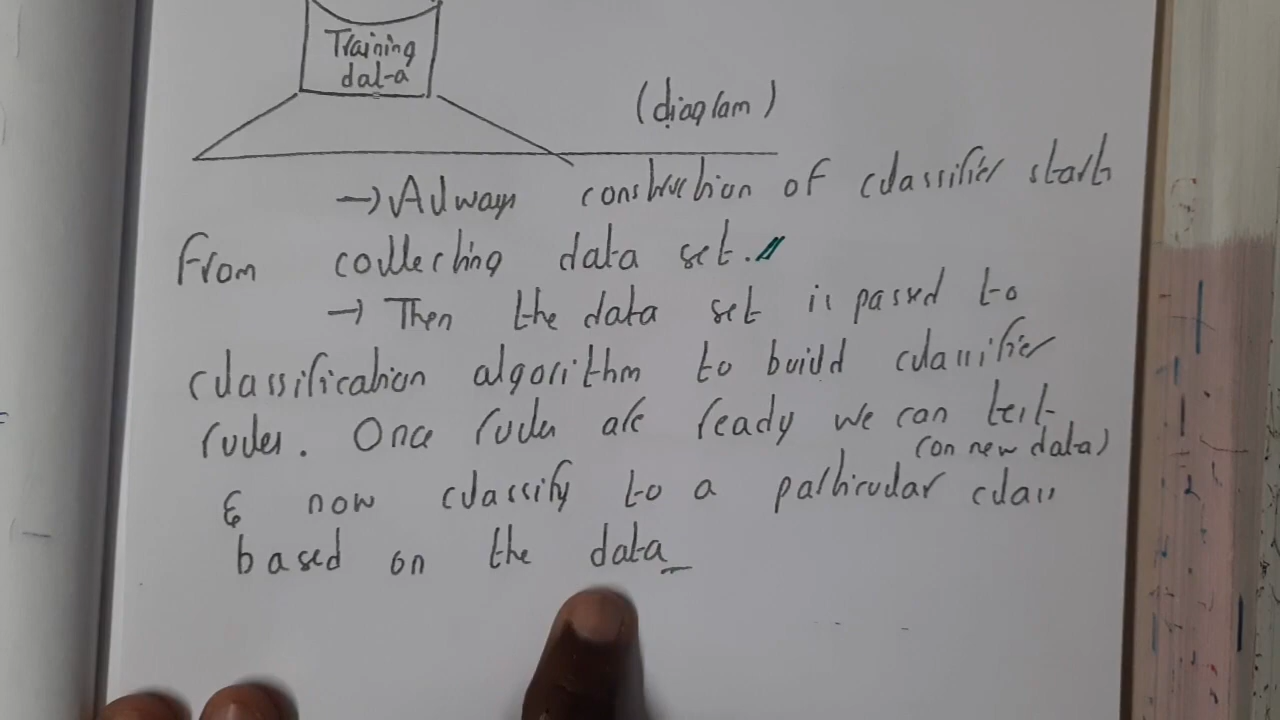 Training
data
(diagram)
→ Always construction of classifier starts
from collecting data set.
→ Then the data set is passed to
classification algorithm to build classifier
rules. Once rules are ready we can test
(on new data)
& now classify to a particular class
based on the data